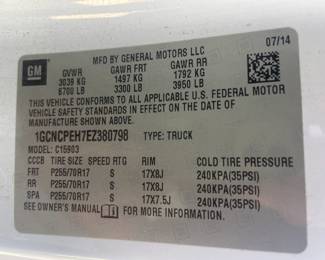 GM
MFD BY GENERAL MOTORS LLC
07/14
GVWR GAWR FRT GAWR RR
3039 KG 1497 KG 1792 KG
6700 LB 3300 LB 3950 LB
THIS VEHICLE CONFORMS TO ALL APPLICABLE U.S. FEDERAL MOTOR
VEHICLE SAFETY STANDARDS IN EFFECT ON THE DATE OF
MANUFACTURE SHOWN ABOVE.
1GCNCPEH7EZ380798 TYPE: TRUCK
MODEL: C15903
CCCB TIRE SIZE SPEED RIM COLD TIRE PRESSURE
FRT P255/70R17 S 17X8J 240KPA(35PSI)
RR P255/70R17 S 17X8J 240KPA(35PSI)
SPA P255/70R17 S 17X7.5J 240KPA(35PSI)
SEE OWNER'S MANUAL FOR MORE INFORMATION.